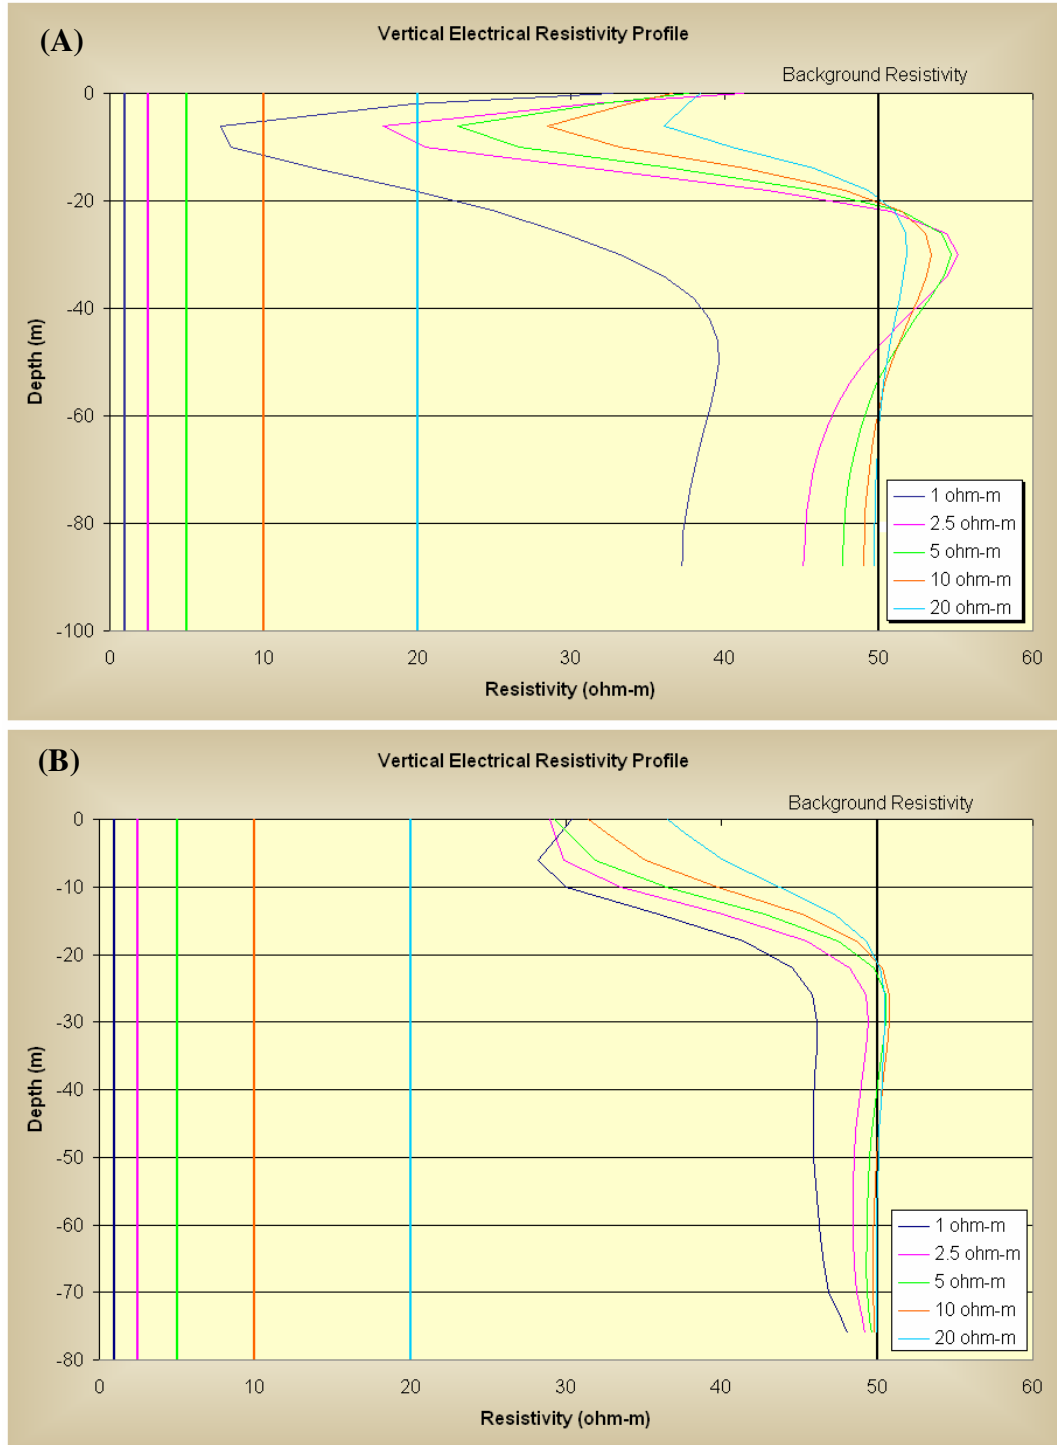 (A)
Vertical Electrical Resistivity Profile
Background Resistivity
0
-20
-40
-60
-80
-100
Depth (m)
1 ohm-m
2.5 ohm-m
5 ohm-m
10 ohm-m
20 ohm-m
0 10 20 30 40 50 60
Resistivity (ohm-m)
(B)
Vertical Electrical Resistivity Profile
Background Resistivity
0
-10
-20
-30
-40
-50
-60
-70
-80
Depth (m)
1 ohm-m
2.5 ohm-m
5 ohm-m
10 ohm-m
20 ohm-m
0 10 20 30 40 50 60
Resistivity (ohm-m)